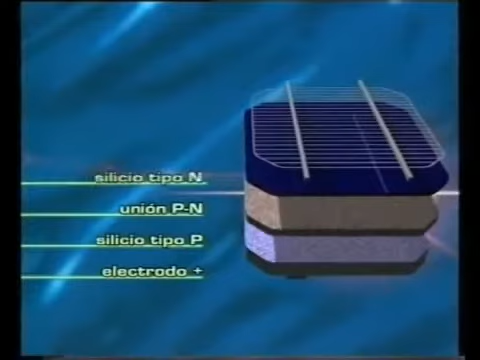 silicio tipo N
unión P-N
silicio tipo P
electrodo +